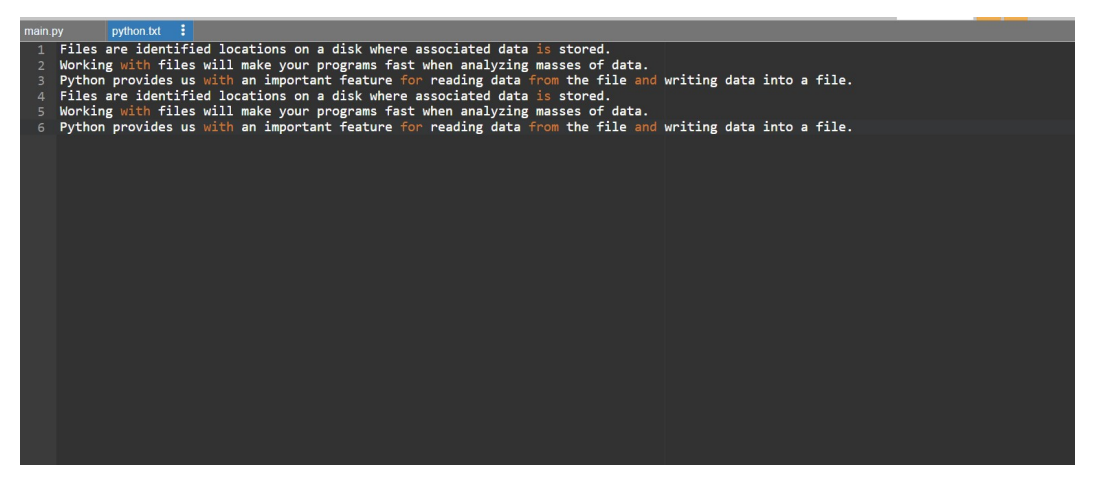 main.py python.txt
1 Files are identified locations on a disk where associated data is stored.
2 Working with files will make your programs fast when analyzing masses of data.
3 Python provides us with an important feature for reading data from the file and writing data into a file.
4 Files are identified locations on a disk where associated data is stored.
5 Working with files will make your programs fast when analyzing masses of data.
6 Python provides us with an important feature for reading data from the file and writing data into a file.